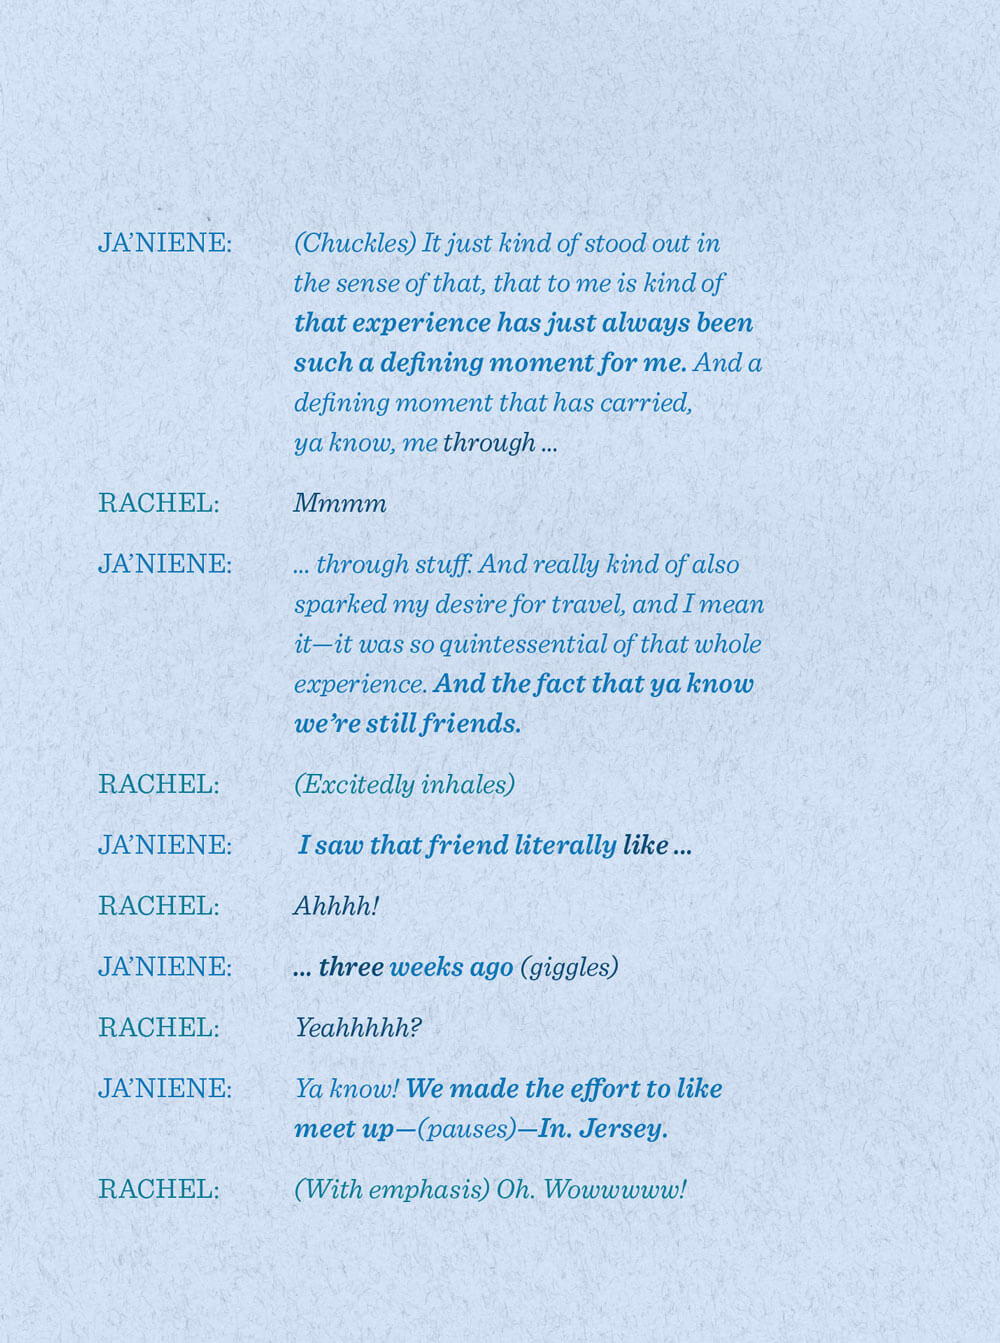 JA’NIENE: (Chuckles) It just kind of stood out in
the sense of that, that to me is kind of
that experience has just always been
such a defining moment for me. And a
defining moment that has carried,
ya know, me through ...
RACHEL: Mmmm
JA’NIENE: ... through stuff. And really kind of also
sparked my desire for travel, and I mean
it—it was so quintessential of that whole
experience. And the fact that ya know
we’re still friends.
RACHEL: (Excitedly inhales)
JA’NIENE: I saw that friend literally like ...
RACHEL: Ahhhh!
JA’NIENE: ... three weeks ago (giggles)
RACHEL: Yeahhhhh?
JA’NIENE: Ya know! We made the effort to like
meet up—(pauses)—In. Jersey.
RACHEL: (With emphasis) Oh. Wowwwww!